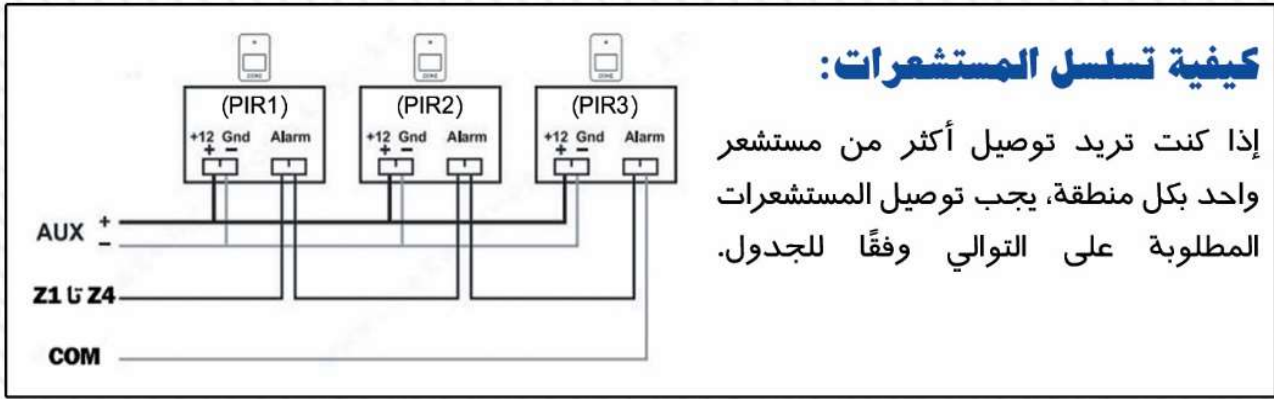 كيفية تسلسل المستشعرات:
إذا كنت تريد توصيل أكثر من مستشعر
واحد بكل منطقة، يجب توصيل المستشعرات
المطلوبة على التوالي وفقًا للجدول.
(PIR1) (PIR2) (PIR3)
+12 Gnd Alarm +12 Gnd Alarm +12 Gnd Alarm
+ − + − + −
AUX +
−
Z1 تا Z4
COM